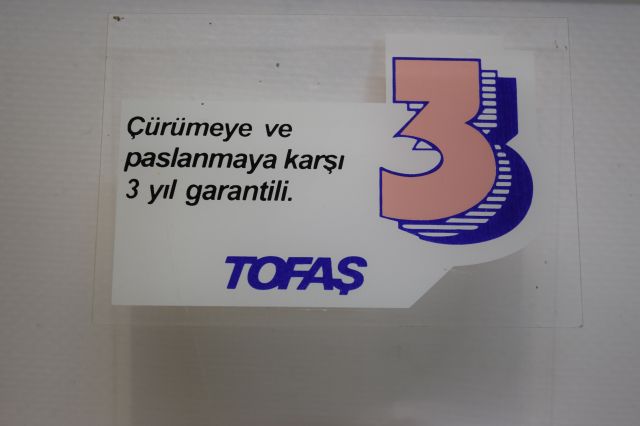 Çürümeye ve
paslanmaya karşı
3 yıl garantili.
3
TOFAŞ